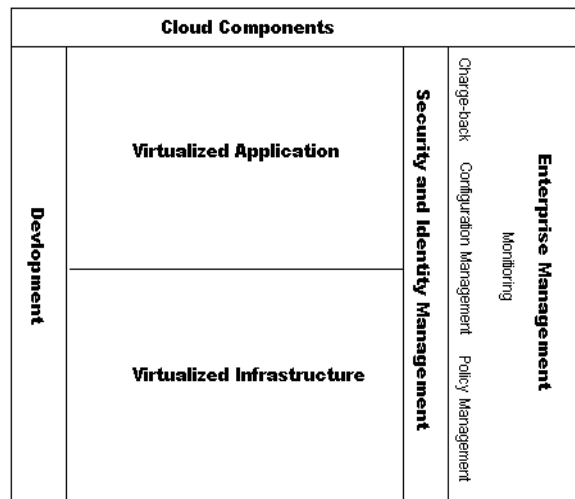 Cloud Components
Devlopment
Virtualized Application
Virtualized Infrastructure
Security and Identity Management
Charge-back Configuration Management Policy Management
Monitioring
Enterprise Management